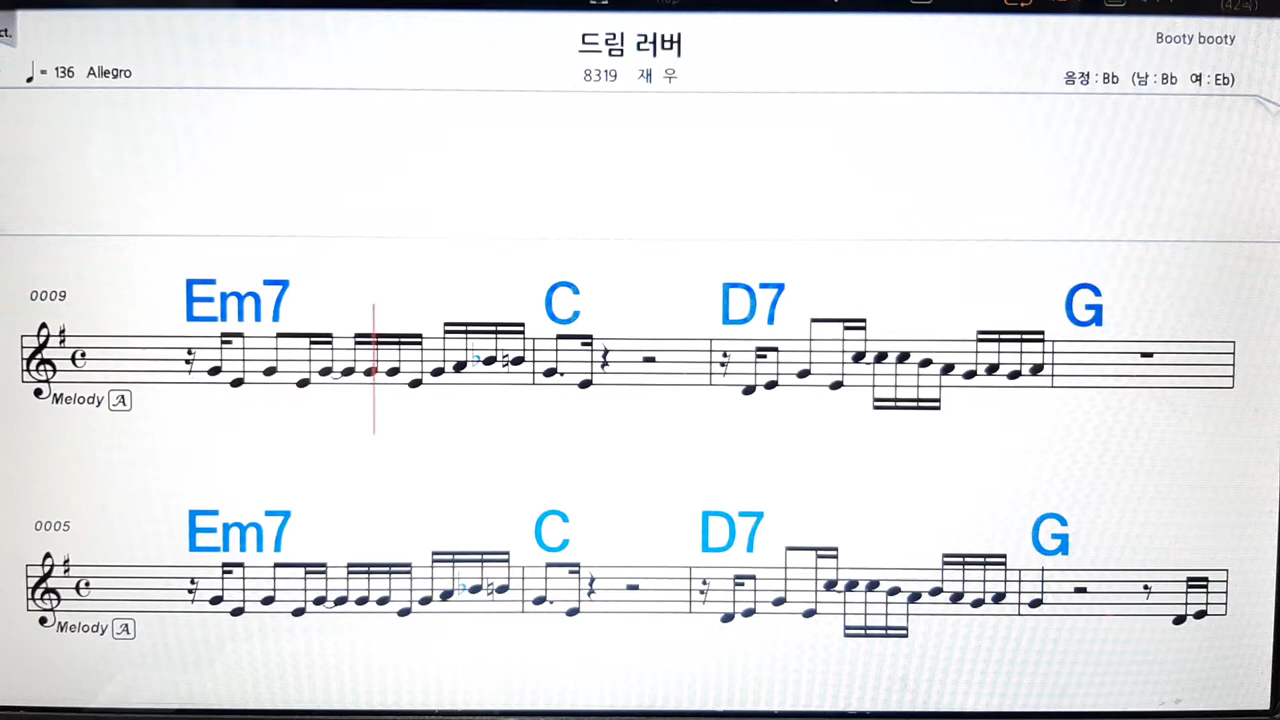 ct.
드림 러버
Booty booty
= 136 Allegro
8319 재 우
음정 : Bb (남 : Bb 여 : Eb)
0009
Em7 C D7 G
Melody A
0005
Em7 C D7 G
Melody A